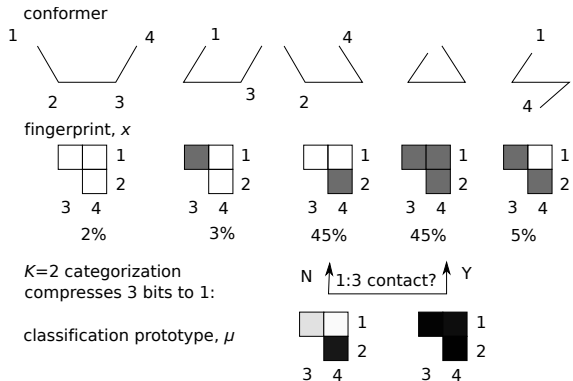 conformer
1 4 1 1
2 3 3 2 4
fingerprint, x
1 1 1 1 1
2 2 2 2 2
3 4 3 4 3 4 3 4 3 4
2% 3% 45% 45% 5%
K=2 categorization
compresses 3 bits to 1:
N 1:3 contact? Y
classification prototype, μ
1 1
2 2
3 4 3 4